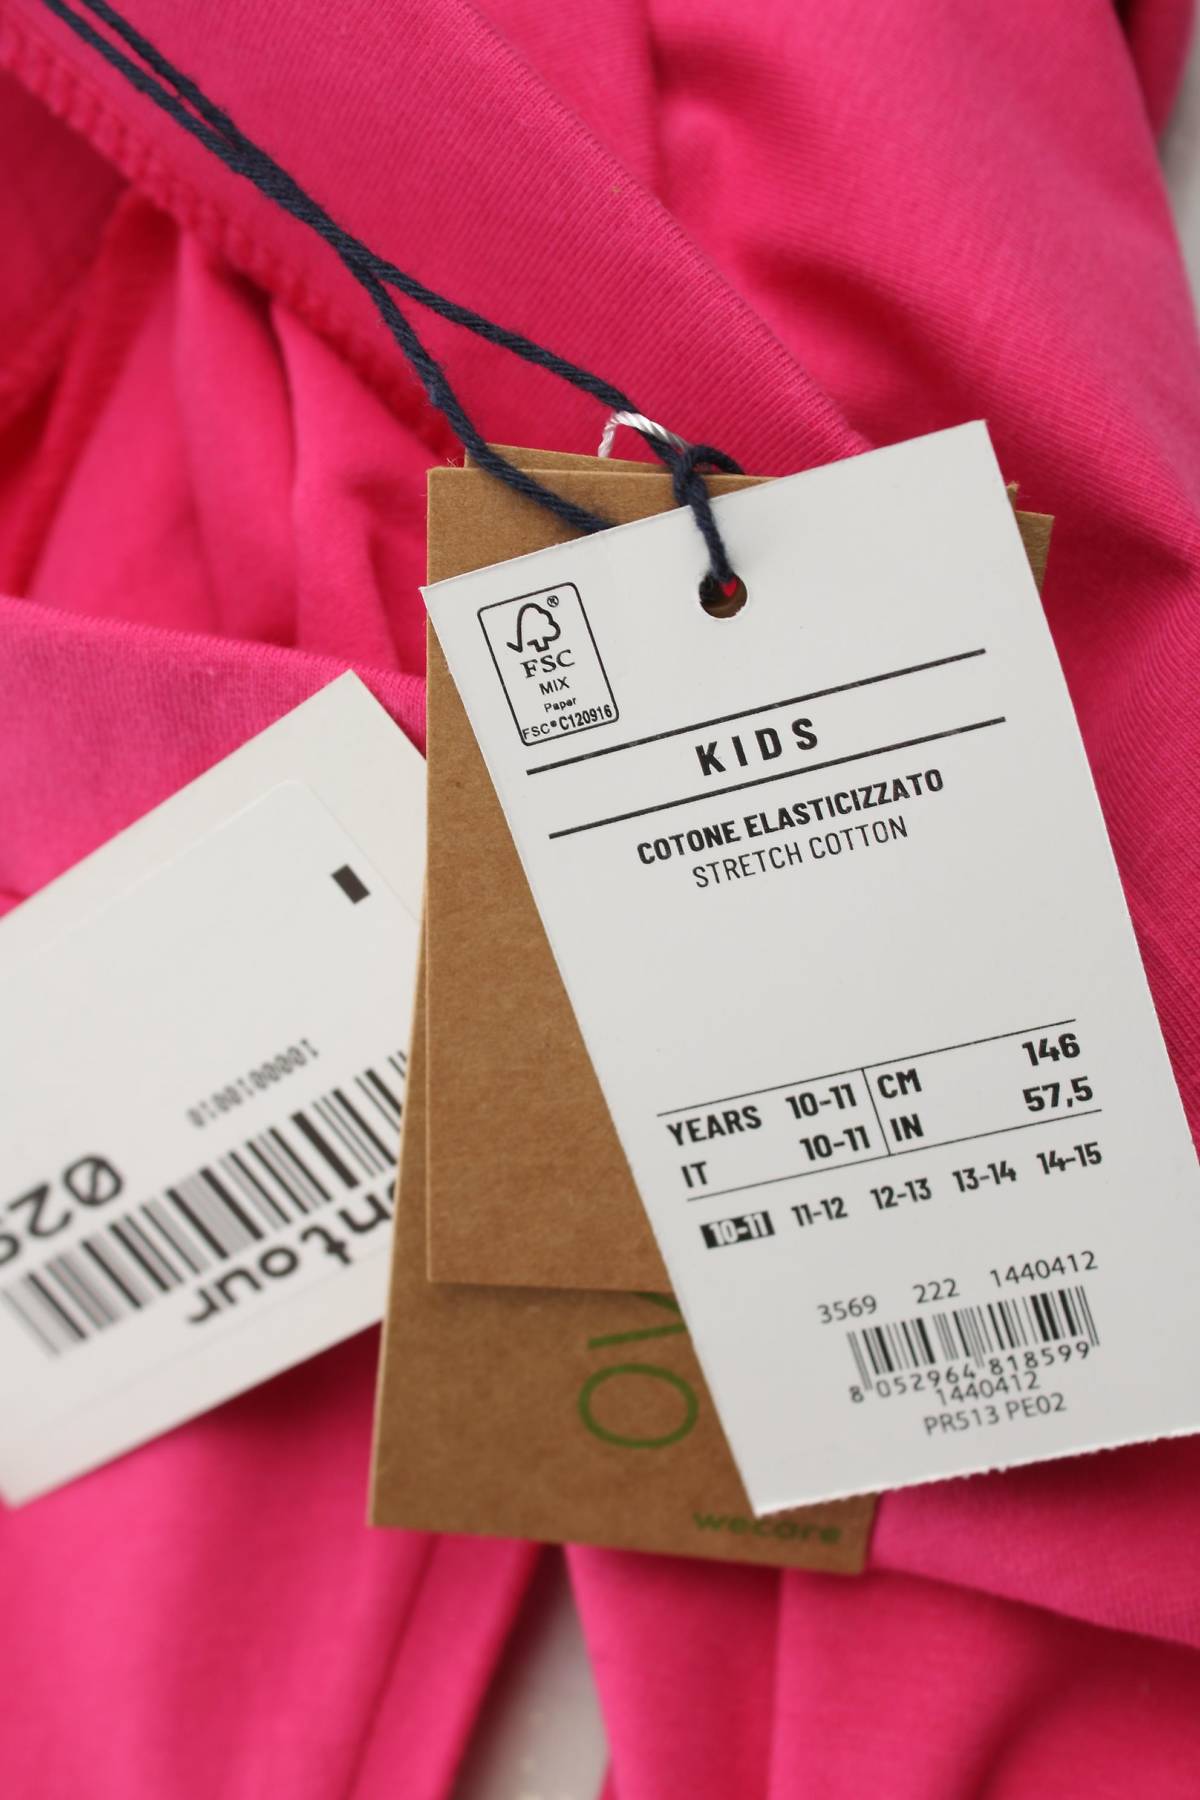 FSC
MIX
Paper
FSC® C120916
KIDS
COTONE ELASTICIZZATO
STRETCH COTTON
YEARS 10-11 CM 146
IT 10-11 IN 57,5
10-11 11-12 12-13 13-14 14-15
3569 222 1440412
8 052964 818599
1440412
PR513 PE02
wecare